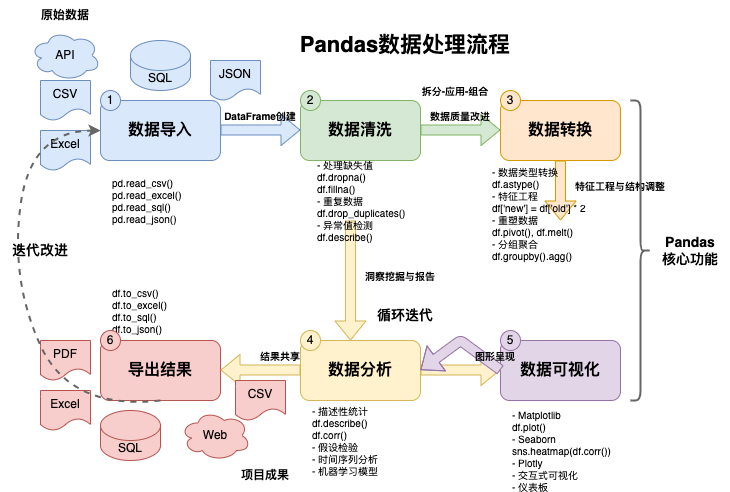 原始数据
Pandas数据处理流程
API
SQL
JSON
CSV
Excel
1
数据导入
DataFrame创建
2
数据清洗
拆分-应用-组合
数据质量改进
3
数据转换
pd.read_csv()
pd.read_excel()
pd.read_sql()
pd.read_json()
- 处理缺失值
df.dropna()
df.fillna()
- 重复数据
df.drop_duplicates()
- 异常值检测
df.describe()
- 数据类型转换
df.astype()
- 特征工程
df['new'] = df['old'] * 2
- 重塑数据
df.pivot(), df.melt()
- 分组聚合
df.groupby().agg()
特征工程与结构调整
Pandas
核心功能
迭代改进
洞察挖掘与报告
循环迭代
df.to_csv()
df.to_excel()
df.to_sql()
df.to_json()
6
导出结果
结果共享
4
数据分析
图形呈现
5
数据可视化
PDF
Excel
SQL
Web
CSV
项目成果
- 描述性统计
df.describe()
df.corr()
- 假设检验
- 时间序列分析
- 机器学习模型
- Matplotlib
df.plot()
- Seaborn
sns.heatmap(df.corr())
- Plotly
- 交互式可视化
- 仪表板